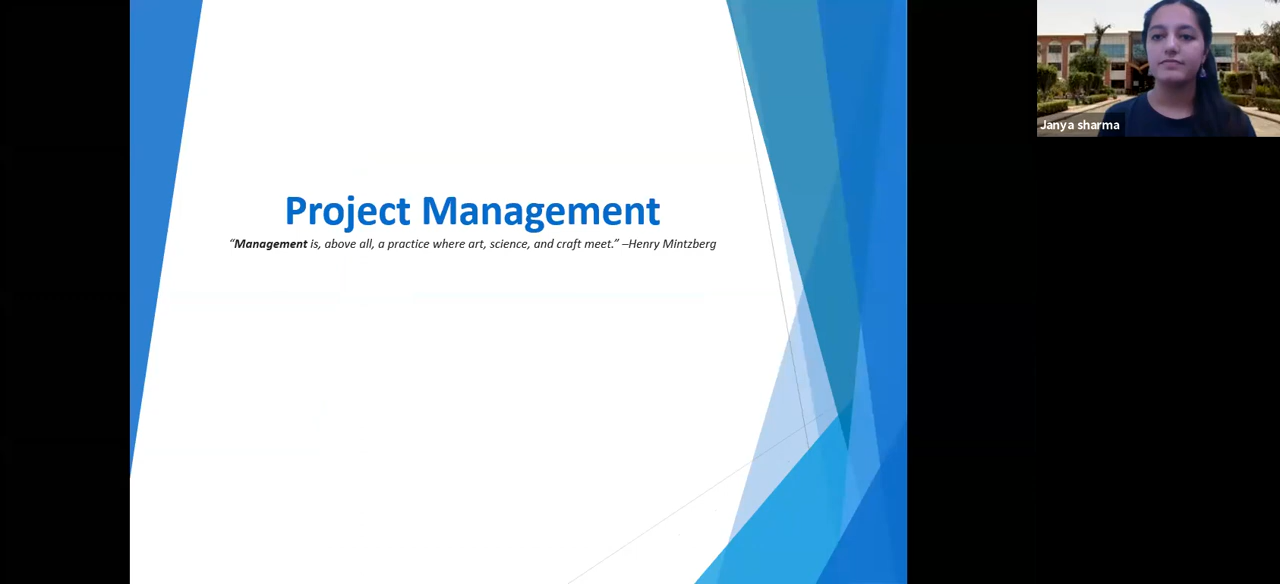 Project Management
“Management is, above all, a practice where art, science, and craft meet.” –Henry Mintzberg
Janya sharma